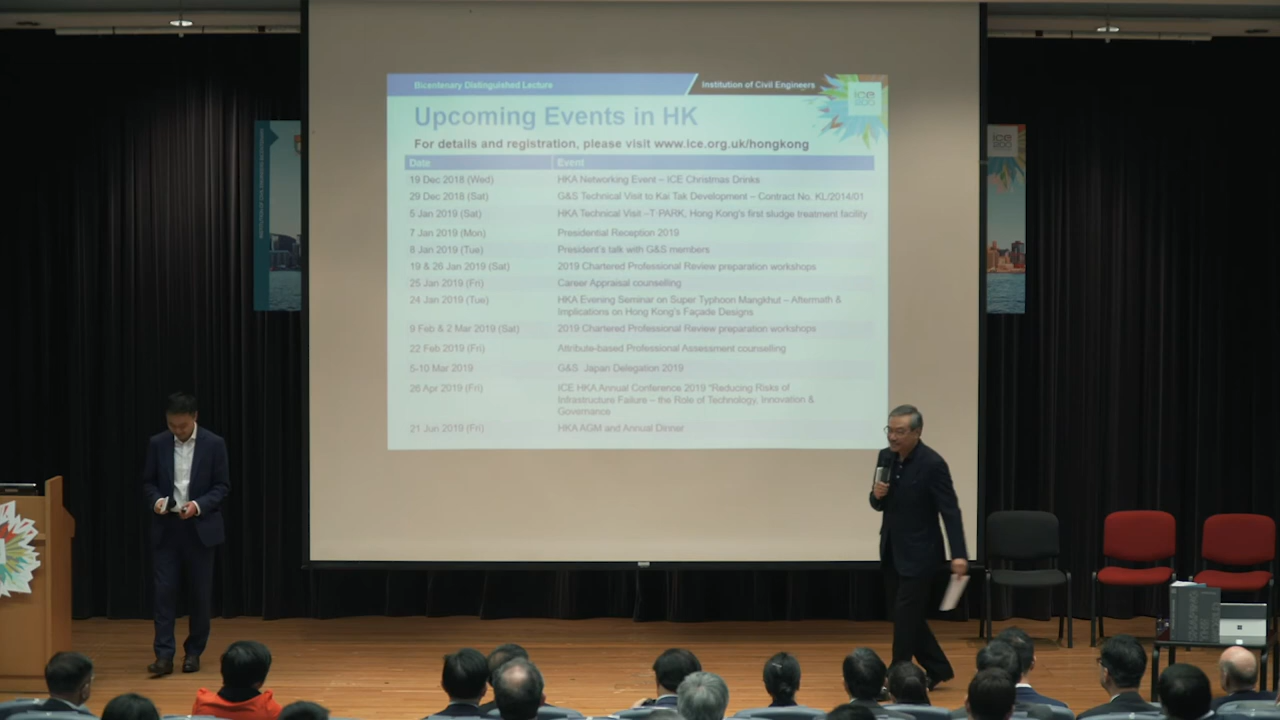 Bicentenary Distinguished Lecture
Institution of Civil Engineers
ice
200
Upcoming Events in HK
For details and registration, please visit www.ice.org.uk/hongkong
Date Event
19 Dec 2018 (Wed) HKA Networking Event – ICE Christmas Drinks
29 Dec 2018 (Sat) G&S Technical Visit to Kai Tak Development – Contract No. KL/2014/01
5 Jan 2019 (Sat) HKA Technical Visit –T·PARK, Hong Kong's first sludge treatment facility
7 Jan 2019 (Mon) Presidential Reception 2019
8 Jan 2019 (Tue) President's talk with G&S members
19 & 26 Jan 2019 (Sat) 2019 Chartered Professional Review preparation workshops
25 Jan 2019 (Fri) Career Appraisal counselling
24 Jan 2019 (Tue) HKA Evening Seminar on Super Typhoon Mangkhut – Aftermath &
Implications on Hong Kong's Façade Designs
9 Feb & 2 Mar 2019 (Sat) 2019 Chartered Professional Review preparation workshops
22 Feb 2019 (Fri) Attribute-based Professional Assessment counselling
5-10 Mar 2019 G&S Japan Delegation 2019
26 Apr 2019 (Fri) ICE HKA Annual Conference 2019 "Reducing Risks of
Infrastructure Failure – the Role of Technology, Innovation &
Governance
21 Jun 2019 (Fri) HKA AGM and Annual Dinner
ice